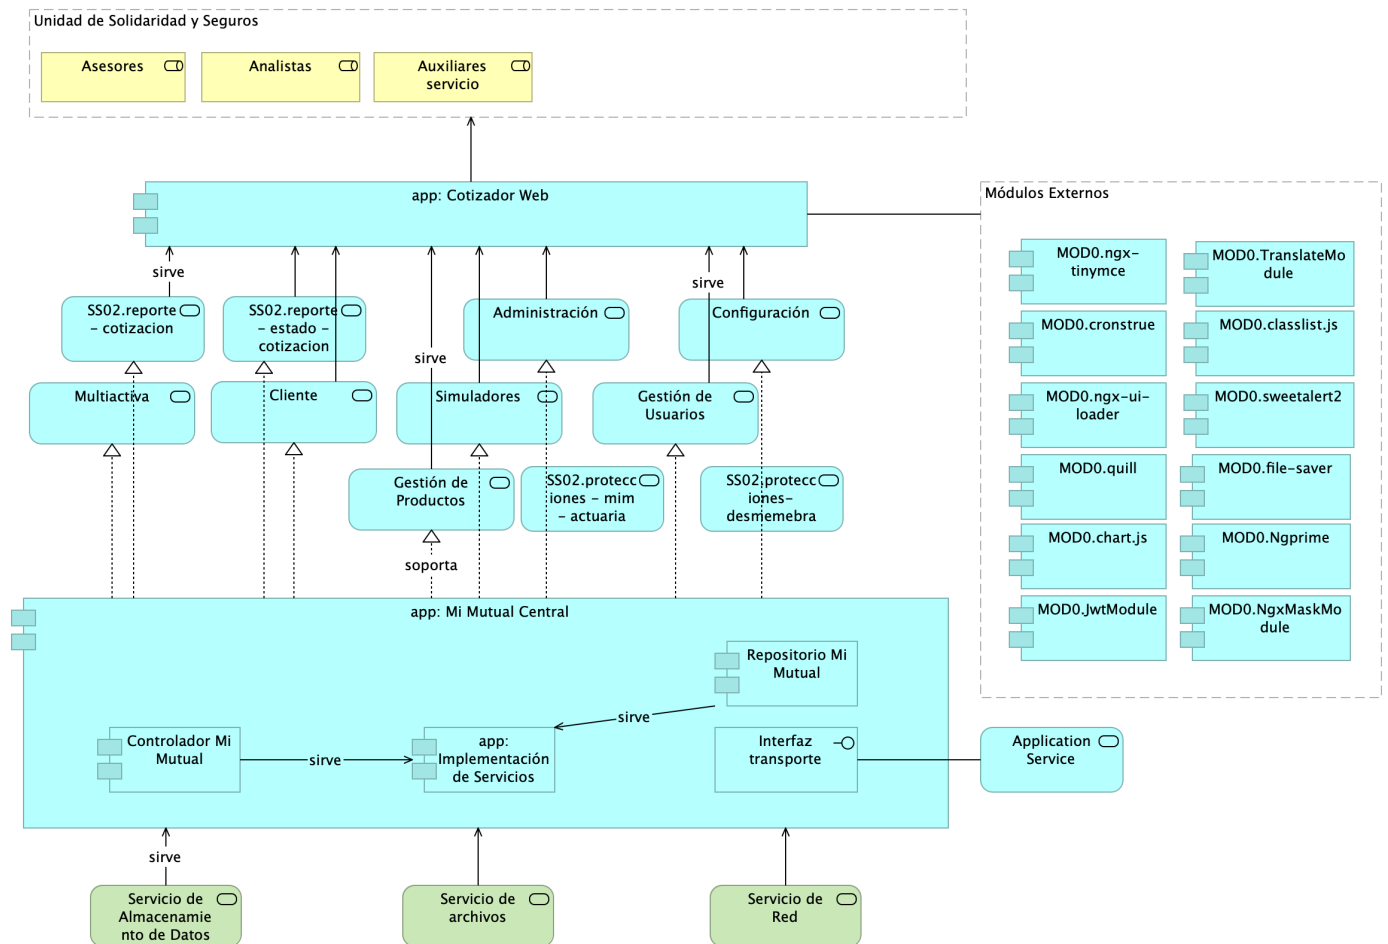 Unidad de Solidaridad y Seguros
Asesores
Analistas
Auxiliares
servicio
app: Cotizador Web
Módulos Externos
sirve
sirve
sirve
SS02.reporte
- cotizacion
SS02.reporte
- estado -
cotizacion
Administración
Configuración
Multiactiva
Cliente
Simuladores
Gestión de
Usuarios
Gestión de
Productos
SS02.protecc
iones - mim
- actuaria
SS02.protecc
iones-
desmemebra
soporta
MOD0.ngx-
tinymce
MOD0.TranslateMo
dule
MOD0.cronstrue
MOD0.classlist.js
MOD0.ngx-ui-
loader
MOD0.sweetalert2
MOD0.quill
MOD0.file-saver
MOD0.chart.js
MOD0.Ngprime
MOD0.JwtModule
MOD0.NgxMaskMo
dule
app: Mi Mutual Central
Repositorio Mi
Mutual
sirve
Controlador Mi
Mutual
sirve
app:
Implementación
de Servicios
Interfaz
transporte
Application
Service
sirve
Servicio de
Almacenamie
nto de Datos
Servicio de
archivos
Servicio de
Red